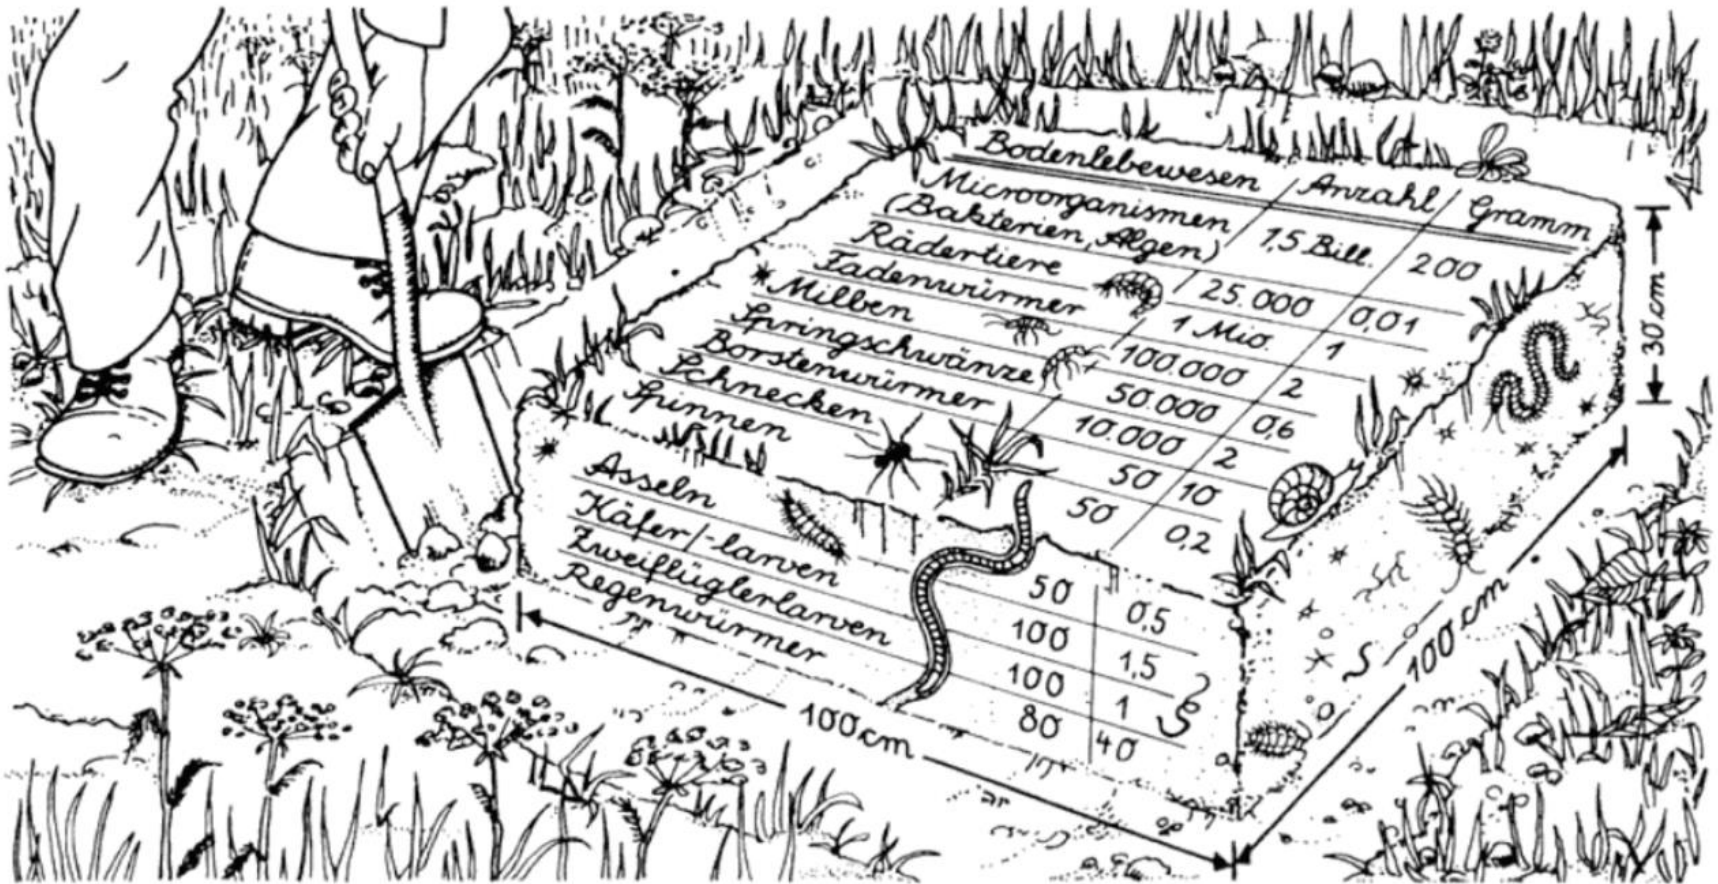 Bodenlebewesen Anzahl Gramm
Microorganismen
(Bakterien, Algen) 1,5 Bill. 200
Rädertiere 25.000 0,01
Fadenwürmer 1 Mio. 1
Milben 100.000 2
Springschwänze 50.000 0,6
Borstenwürmer 10.000 2
Schnecken 50 10
Spinnen 50 0,2
Asseln 50 0,5
Käfer/-larven 100 1,5
Zweiflüglerlarven 100 1
Regenwürmer 80 40
30 cm
100 cm
100 cm